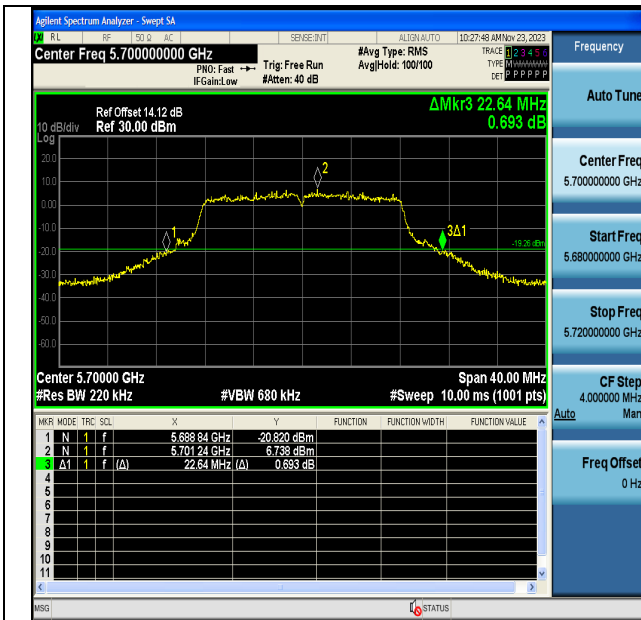 Agilent Spectrum Analyzer - Swept SA
RL RF 50 Ω AC SENSE:INT ALIGN AUTO 10:27:48 AM Nov 23, 2023
Center Freq 5.700000000 GHz
PNO: Fast
IFGain:Low
Trig: Free Run
#Atten: 40 dB
#Avg Type: RMS
Avg|Hold: 100/100
TRACE 1 2 3 4 5 6
TYPE M
DET P P P P P P
Ref Offset 14.12 dB
10 dB/div Ref 30.00 dBm
Log
ΔMkr3 22.64 MHz
0.693 dB
20.0
10.0
0.00
-10.0
-20.0
-30.0
-40.0
-50.0
-60.0
1
2
3Δ1
-19.26 dBm
Center 5.70000 GHz Span 40.00 MHz
#Res BW 220 kHz #VBW 680 kHz #Sweep 10.00 ms (1001 pts)
MKR MODE TRC SCL X Y FUNCTION FUNCTION WIDTH FUNCTION VALUE
1 N 1 f 5.688 84 GHz -20.820 dBm
2 N 1 f 5.701 24 GHz 6.738 dBm
3 Δ1 1 f (Δ) 22.64 MHz (Δ) 0.693 dB
4
5
6
7
8
9
10
11
MSG STATUS
Frequency
Auto Tune
Center Freq
5.700000000 GHz
Start Freq
5.680000000 GHz
Stop Freq
5.720000000 GHz
CF Step
4.000000 MHz
Auto Man
Freq Offset
0 Hz